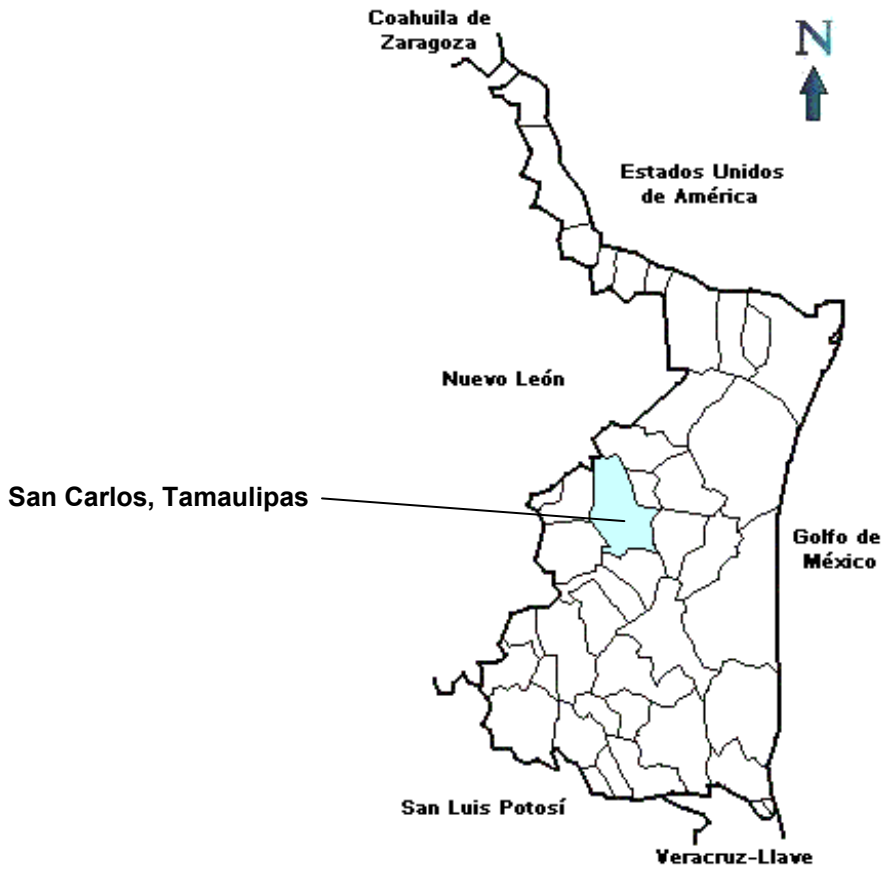 Coahuila de
Zaragoza
N
Estados Unidos
de América
Nuevo León
San Carlos, Tamaulipas
Golfo de
México
San Luis Potosí
Veracruz-Llave